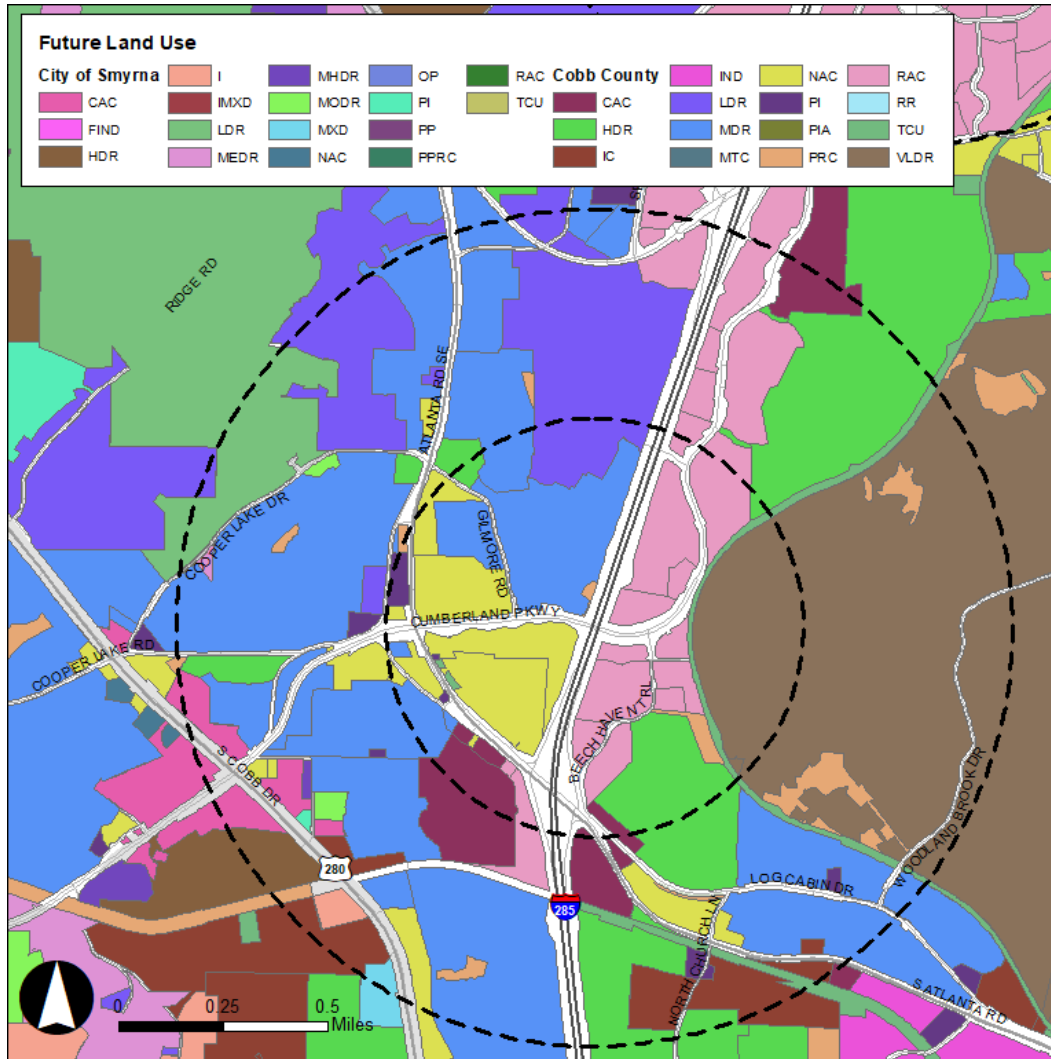 Future Land Use
City of Smyrna
CAC
FIND
HDR
I
IMXD
LDR
MEDR
MHDR
MODR
MXD
NAC
OP
PI
PP
PPRC
RAC
TCU
Cobb County
CAC
HDR
IC
IND
LDR
MDR
MTC
NAC
PI
PIA
PRC
RAC
RR
TCU
VLDR
RIDGE RD
ATLANTA RD SE
COOPER LAKE DR
GILMORE RD
CUMBERLAND PKWY
COOPER LAKE RD
BEECH HAVEN TRL
S COBB DR
WOODLAND BROOK DR
280
LOG CABIN DR
285
NORTH CHURCH LN
S ATLANTA RD
0 0.25 0.5
Miles